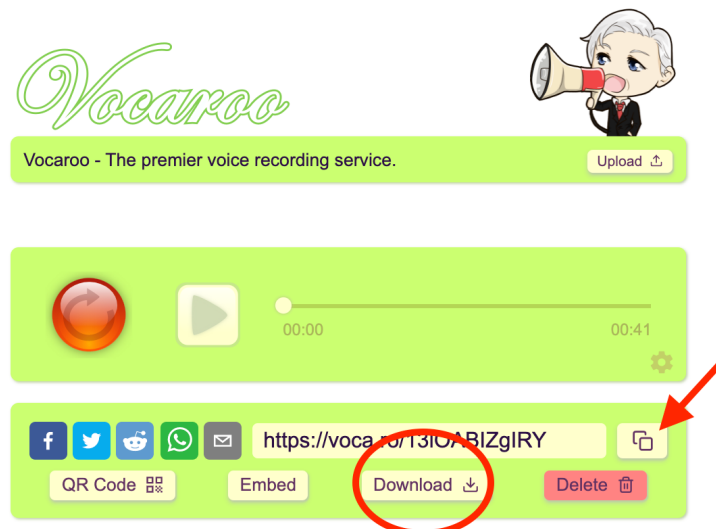 Vocaroo
Vocaroo - The premier voice recording service.
Upload
00:00
00:41
f
QR Code
Embed
Download
Delete